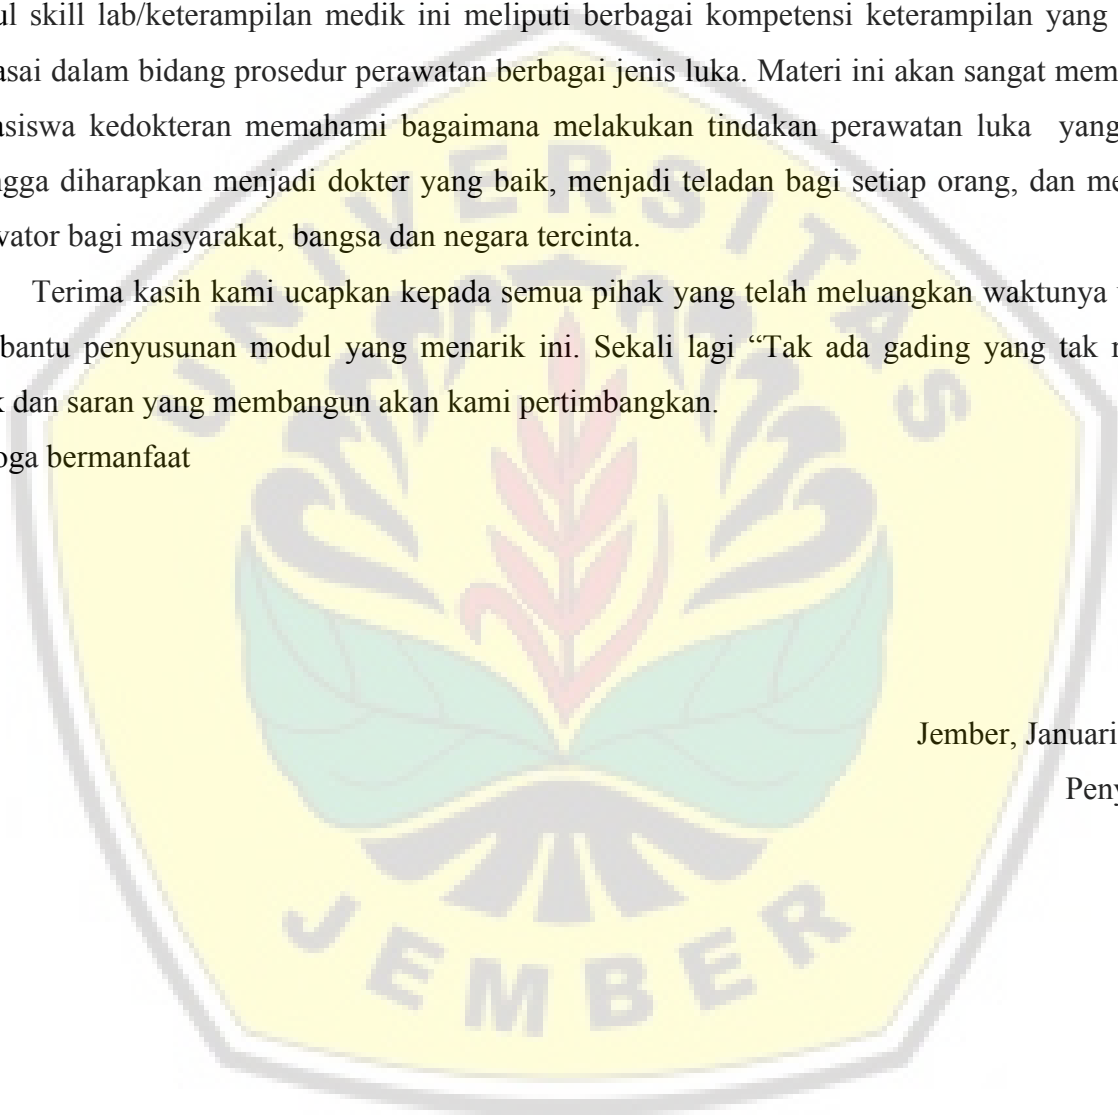 ul skill lab/keterampilan medik ini meliputi berbagai kompetensi keterampilan yang
asai dalam bidang prosedur perawatan berbagai jenis luka. Materi ini akan sangat mem
asiswa kedokteran memahami bagaimana melakukan tindakan perawatan luka yang
ngga diharapkan menjadi dokter yang baik, menjadi teladan bagi setiap orang, dan me
vator bagi masyarakat, bangsa dan negara tercinta.
Terima kasih kami ucapkan kepada semua pihak yang telah meluangkan waktunya
bantu penyusunan modul yang menarik ini. Sekali lagi “Tak ada gading yang tak r
k dan saran yang membangun akan kami pertimbangkan.
oga bermanfaat
Jember, Januari
Peny
UNIVERSITAS
JEMBER